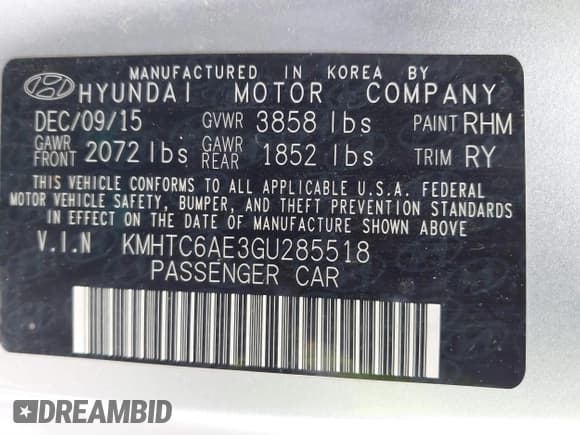 MANUFACTURED IN KOREA BY
HYUNDAI MOTOR COMPANY
DEC/09/15 GVWR 3858 lbs PAINT RHM
GAWR FRONT 2072 lbs GAWR REAR 1852 lbs TRIM RY
THIS VEHICLE CONFORMS TO ALL APPLICABLE U.S.A. FEDERAL
MOTOR VEHICLE SAFETY, BUMPER, AND THEFT PREVENTION STANDARDS
IN EFFECT ON THE DATE OF MANUFACTURE SHOWN ABOVE.
V.I.N KMHTC6AE3GU285518
PASSENGER CAR
DREAMBID